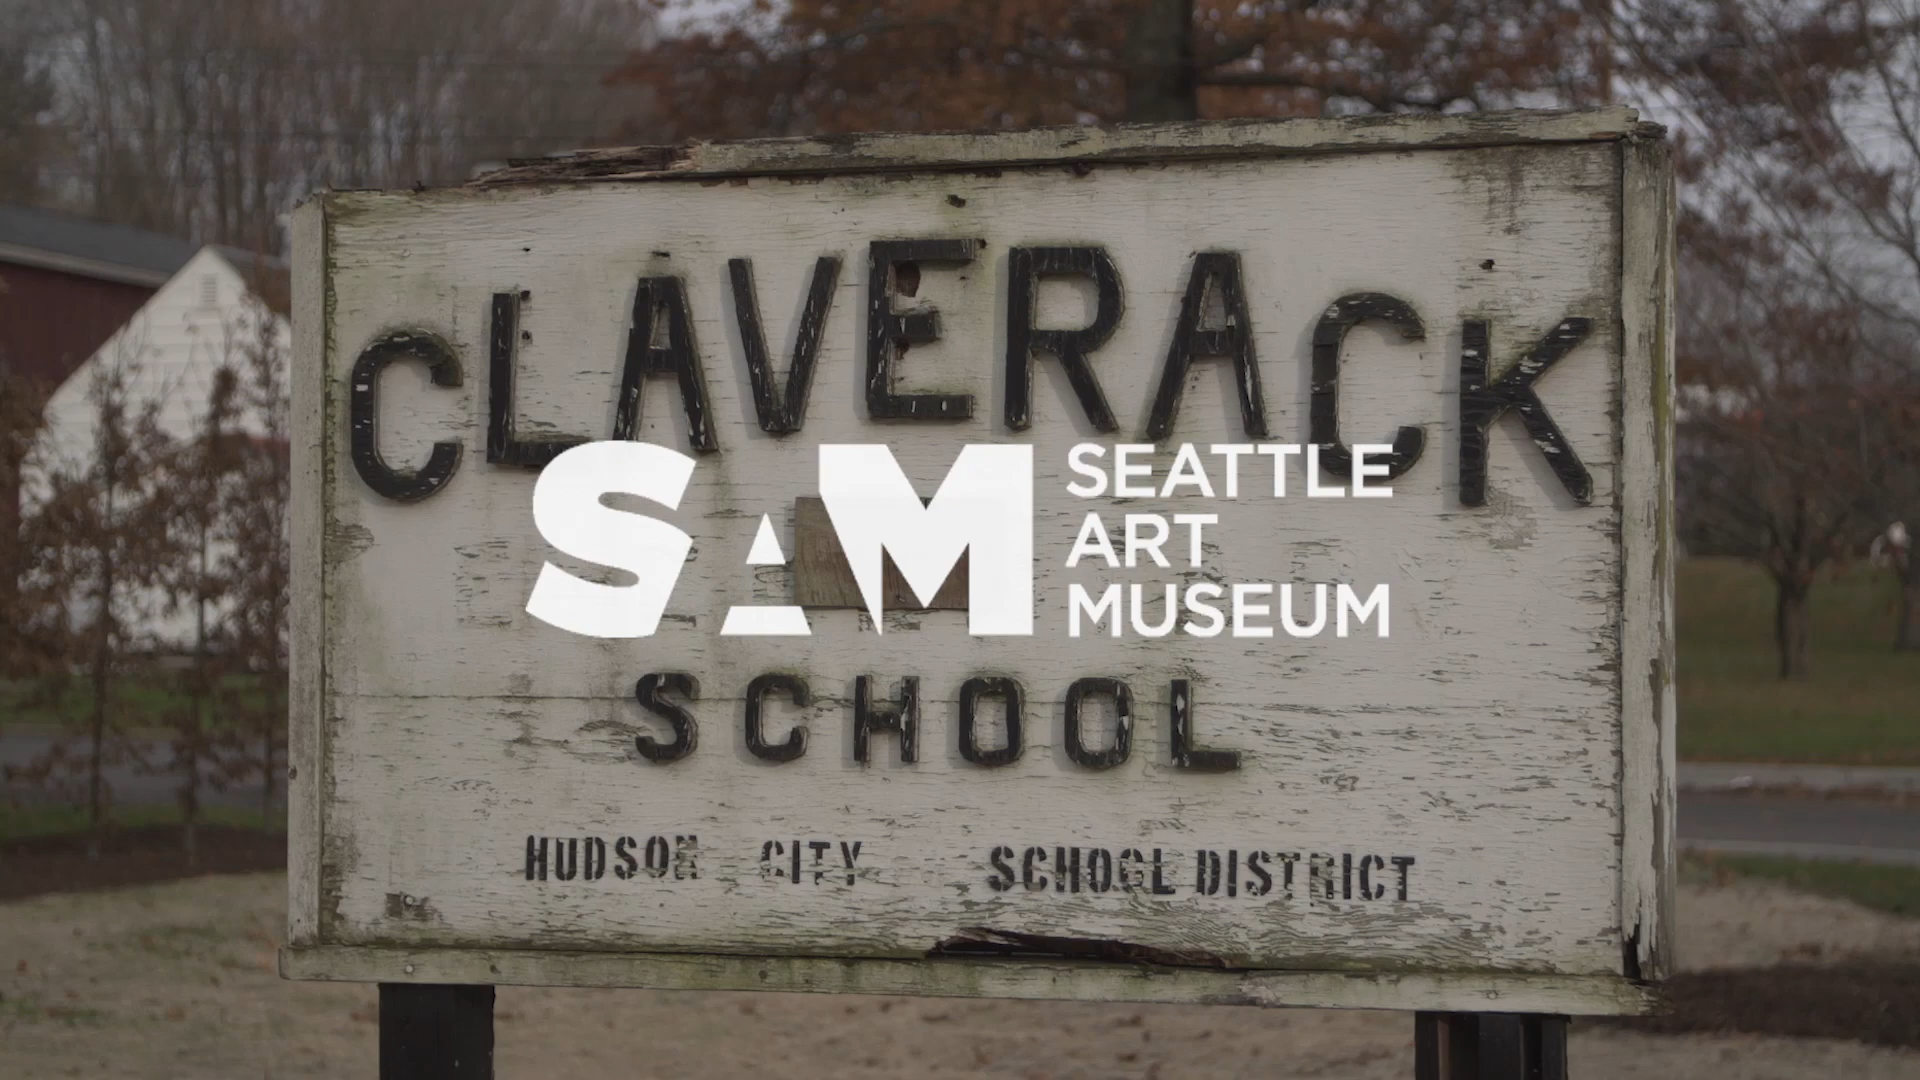 CLAVERACK
SAM
SEATTLE
ART
MUSEUM
SCHOOL
HUDSON CITY SCHOOL DISTRICT